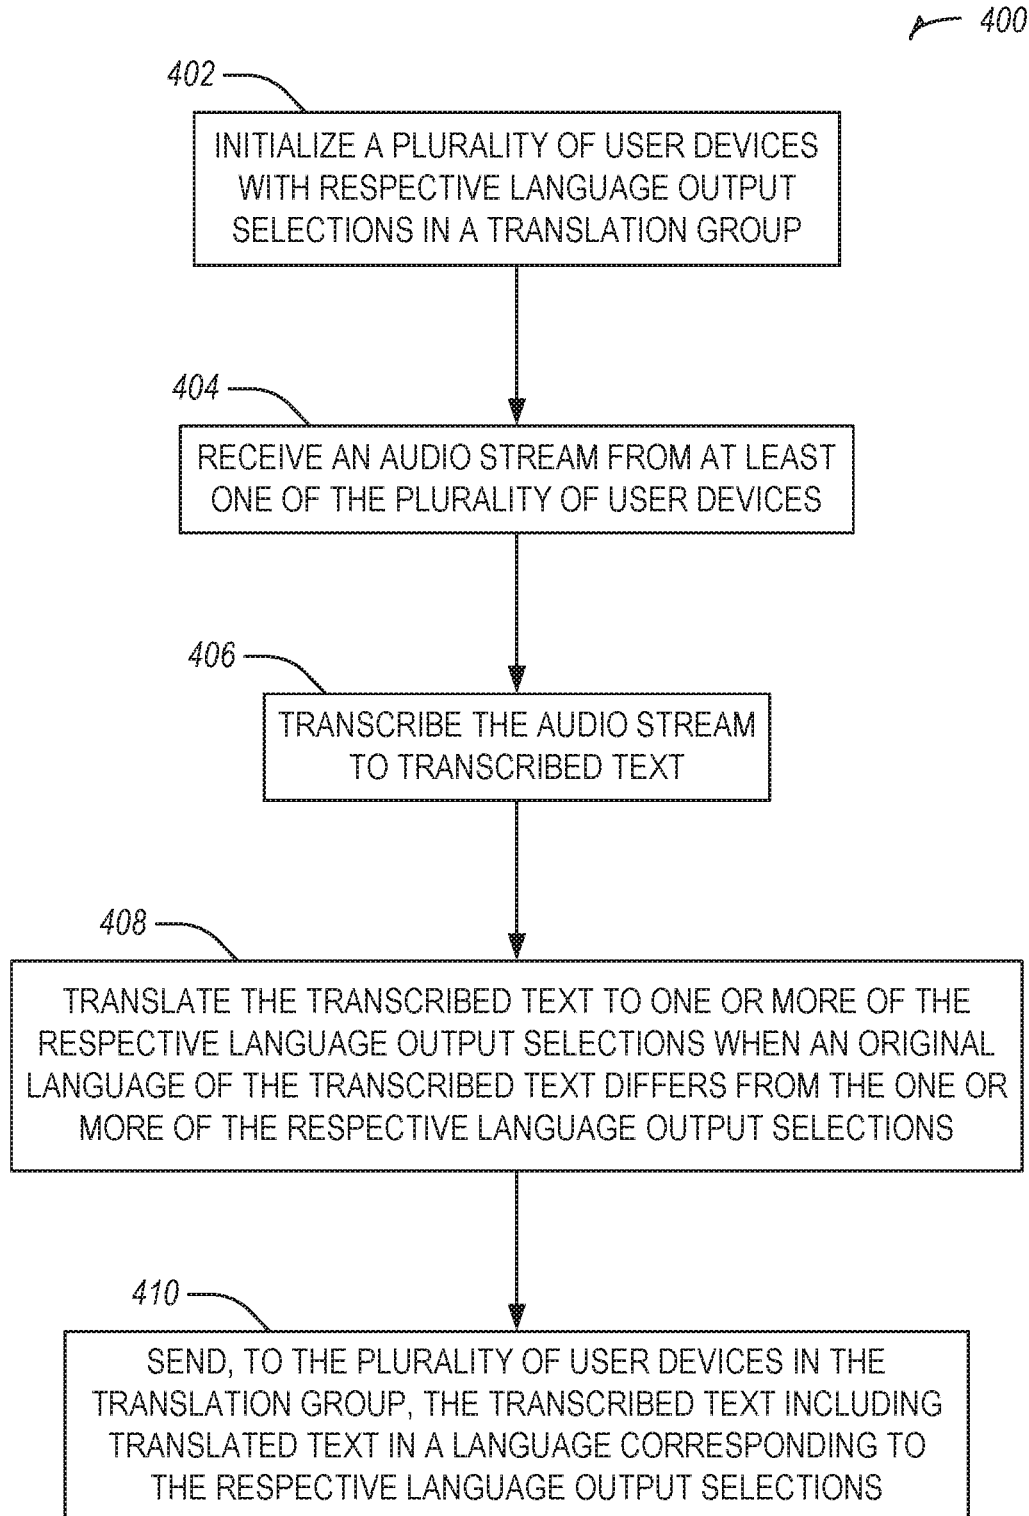 400
402
INITIALIZE A PLURALITY OF USER DEVICES
WITH RESPECTIVE LANGUAGE OUTPUT
SELECTIONS IN A TRANSLATION GROUP
404
RECEIVE AN AUDIO STREAM FROM AT LEAST
ONE OF THE PLURALITY OF USER DEVICES
406
TRANSCRIBE THE AUDIO STREAM
TO TRANSCRIBED TEXT
408
TRANSLATE THE TRANSCRIBED TEXT TO ONE OR MORE OF THE
RESPECTIVE LANGUAGE OUTPUT SELECTIONS WHEN AN ORIGINAL
LANGUAGE OF THE TRANSCRIBED TEXT DIFFERS FROM THE ONE OR
MORE OF THE RESPECTIVE LANGUAGE OUTPUT SELECTIONS
410
SEND, TO THE PLURALITY OF USER DEVICES IN THE
TRANSLATION GROUP, THE TRANSCRIBED TEXT INCLUDING
TRANSLATED TEXT IN A LANGUAGE CORRESPONDING TO
THE RESPECTIVE LANGUAGE OUTPUT SELECTIONS